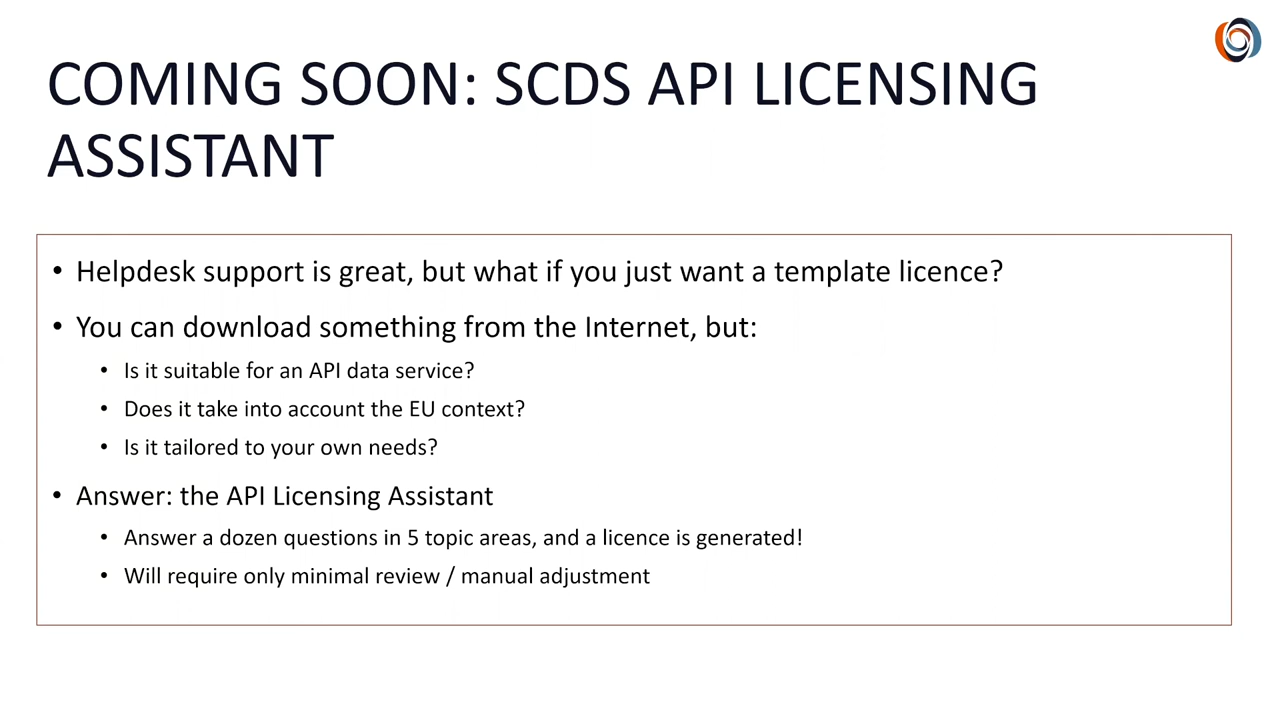 COMING SOON: SCDS API LICENSING
ASSISTANT
• Helpdesk support is great, but what if you just want a template licence?
• You can download something from the Internet, but:
• Is it suitable for an API data service?
• Does it take into account the EU context?
• Is it tailored to your own needs?
• Answer: the API Licensing Assistant
• Answer a dozen questions in 5 topic areas, and a licence is generated!
• Will require only minimal review / manual adjustment